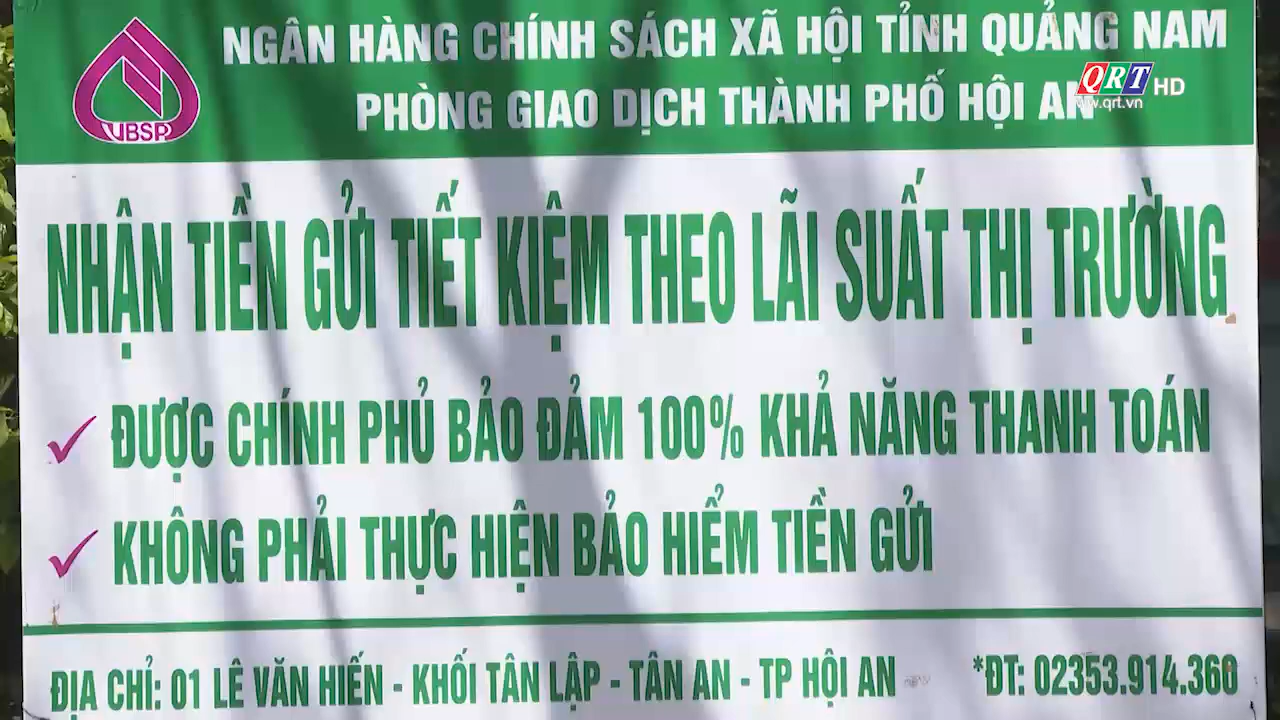 NGÂN HÀNG CHÍNH SÁCH XÃ HỘI TỈNH QUẢNG NAM
PHÒNG GIAO DỊCH THÀNH PHỐ HỘI AN
VBSP
QRT HD
www.qrt.vn
NHẬN TIỀN GỬI TIẾT KIỆM THEO LÃI SUẤT THỊ TRƯỜNG
ĐƯỢC CHÍNH PHỦ BẢO ĐẢM 100% KHẢ NĂNG THANH TOÁN
KHÔNG PHẢI THỰC HIỆN BẢO HIỂM TIỀN GỬI
ĐỊA CHỈ: 01 LÊ VĂN HIẾN - KHỐI TÂN LẬP - TÂN AN - TP HỘI AN *ĐT: 02353.914.360